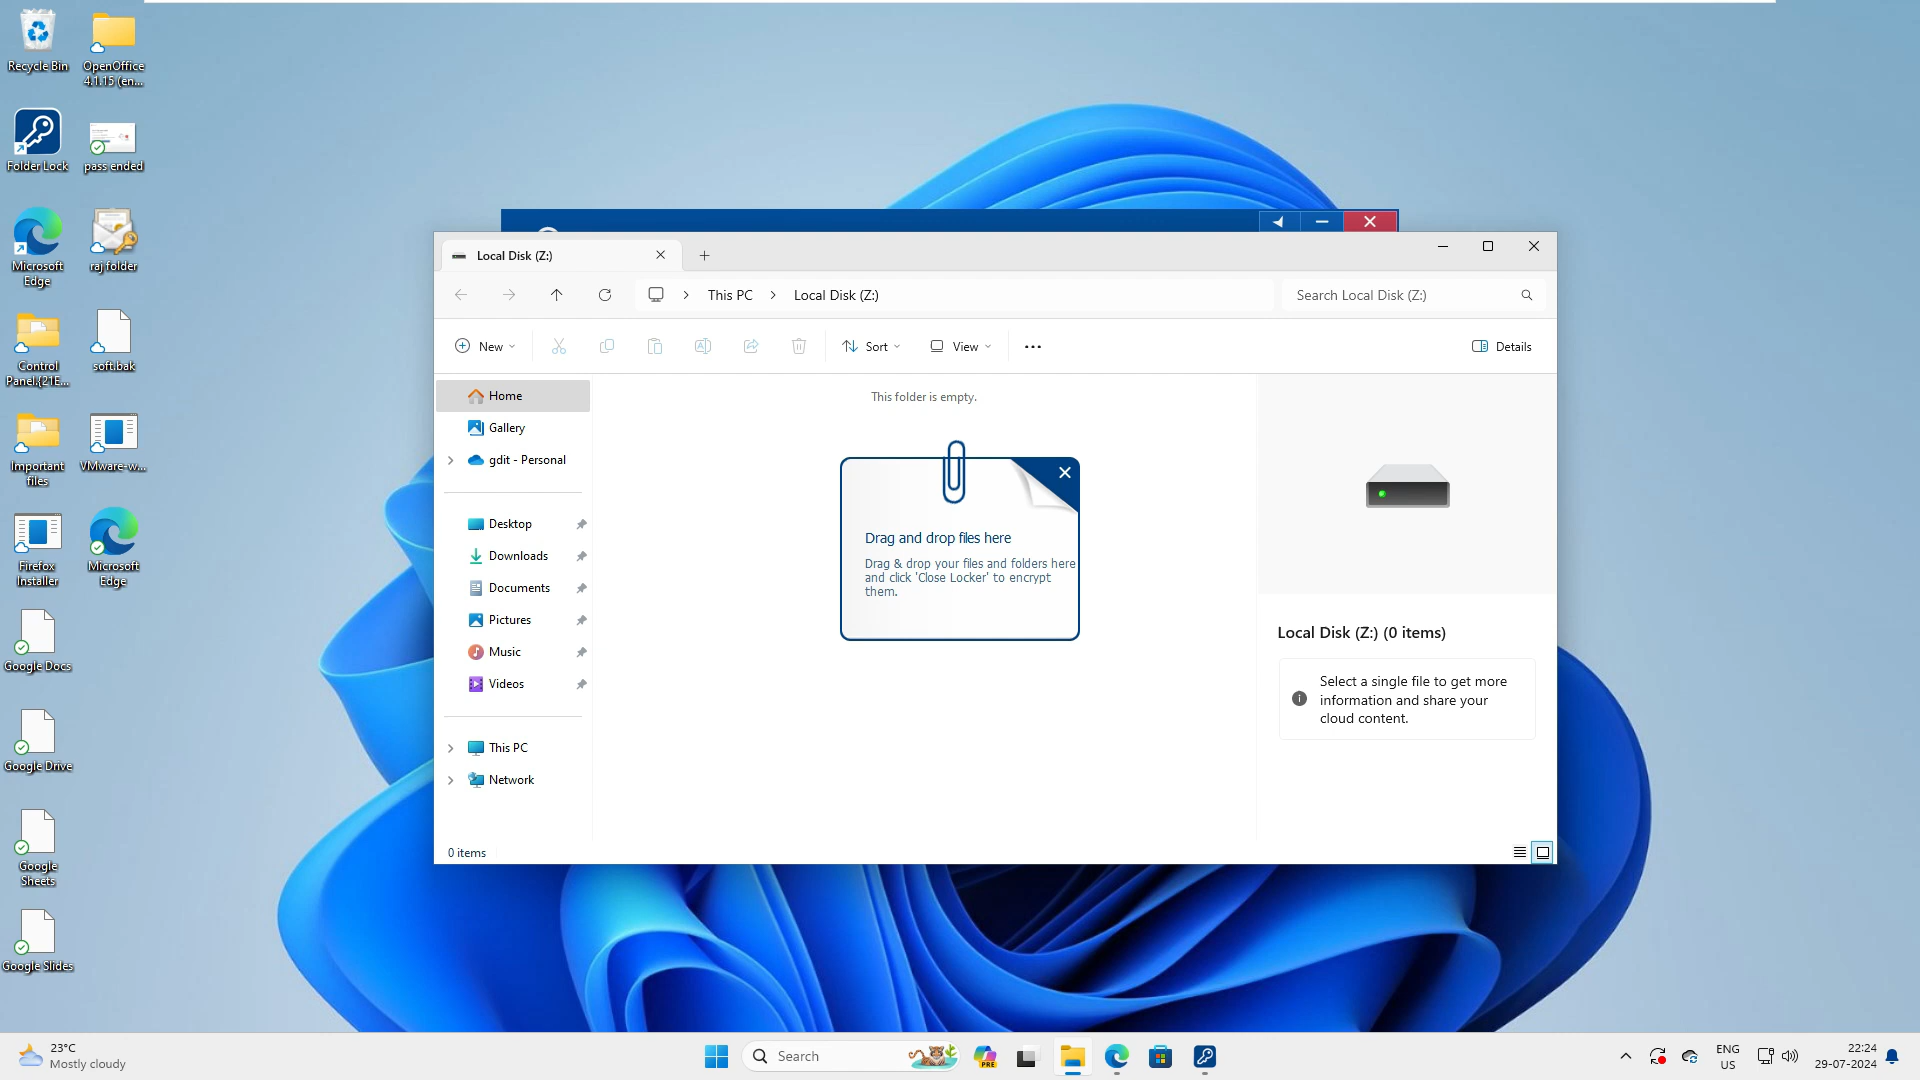 Recycle Bin
OpenOffice
4.1.15 (en...
Folder Lock
pass ended
Microsoft
Edge
raj folder
Control
Panel.{21E...
soft.bak
Important
files
VMware-w...
Firefox
Installer
Microsoft
Edge
Google Docs
Google Drive
Google
Sheets
Google Slides
Local Disk (Z:)
This PC
Local Disk (Z:)
Search Local Disk (Z:)
New
Sort
View
Details
Home
Gallery
gdit - Personal
Desktop
Downloads
Documents
Pictures
Music
Videos
This PC
Network
This folder is empty.
Drag and drop files here
Drag & drop your files and folders here
and click 'Close Locker' to encrypt
them.
Local Disk (Z:) (0 items)
Select a single file to get more
information and share your
cloud content.
0 items
23°C
Mostly cloudy
Search
PRE
ENG
US
22:24
29-07-2024